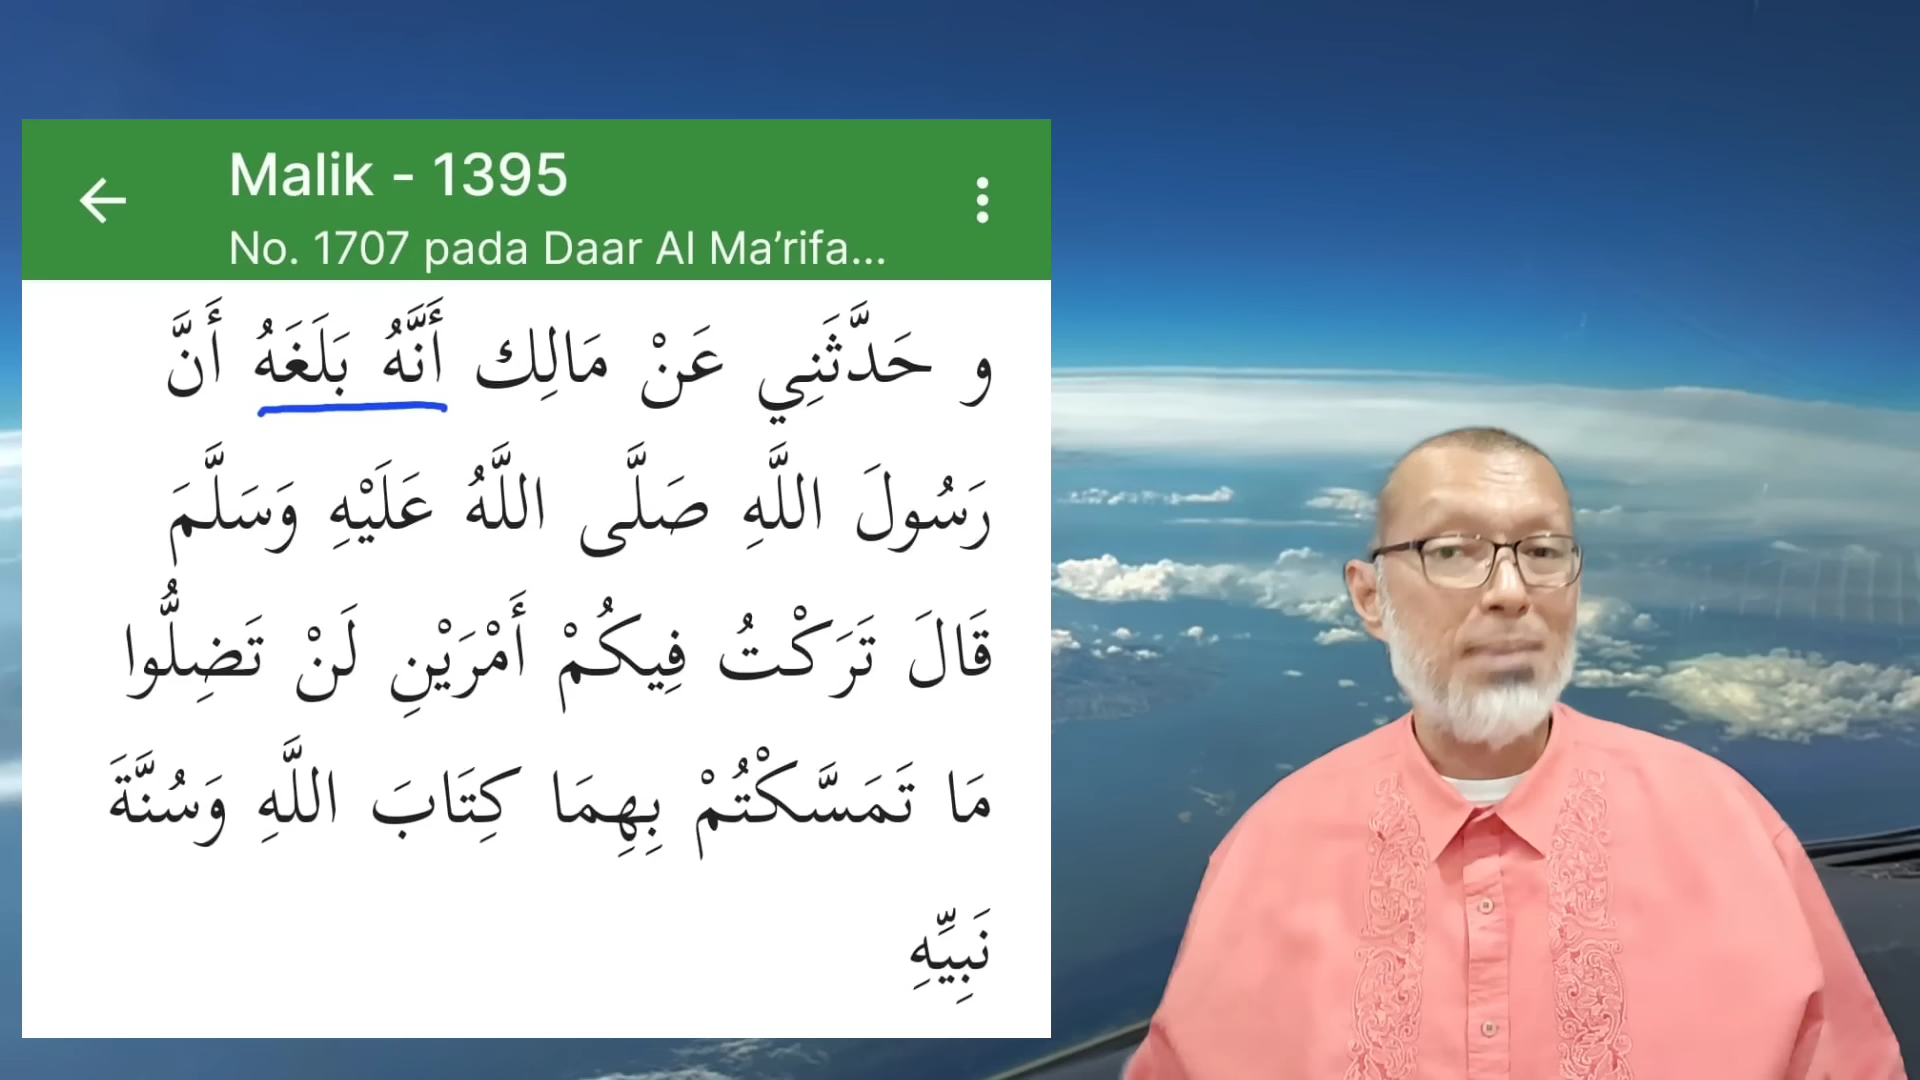 Malik - 1395
No. 1707 pada Daar Al Ma’rifa...
و حَدَّثَنِي عَنْ مَالِك أَنَّهُ بَلَغَهُ أَنَّ
رَسُولَ اللَّهِ صَلَّى اللَّهُ عَلَيْهِ وَسَلَّمَ
قَالَ تَرَكْتُ فِيكُمْ أَمْرَيْنِ لَنْ تَضِلُّوا
مَا تَمَسَّكْتُمْ بِهِمَا كِتَابَ اللَّهِ وَسُنَّةَ
نَبِيِّهِ